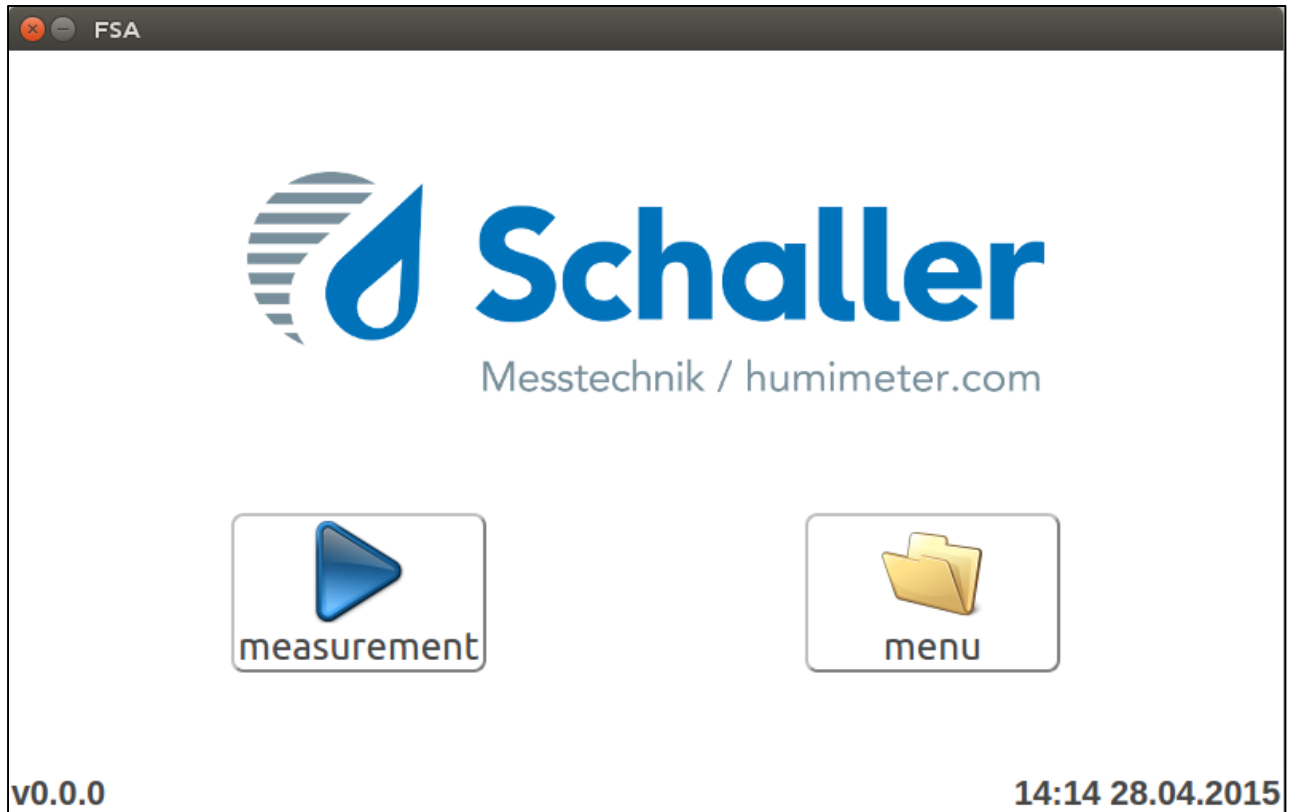 FSA
Schaller
Messtechnik / humimeter.com
measurement
menu
v0.0.0
14:14 28.04.2015